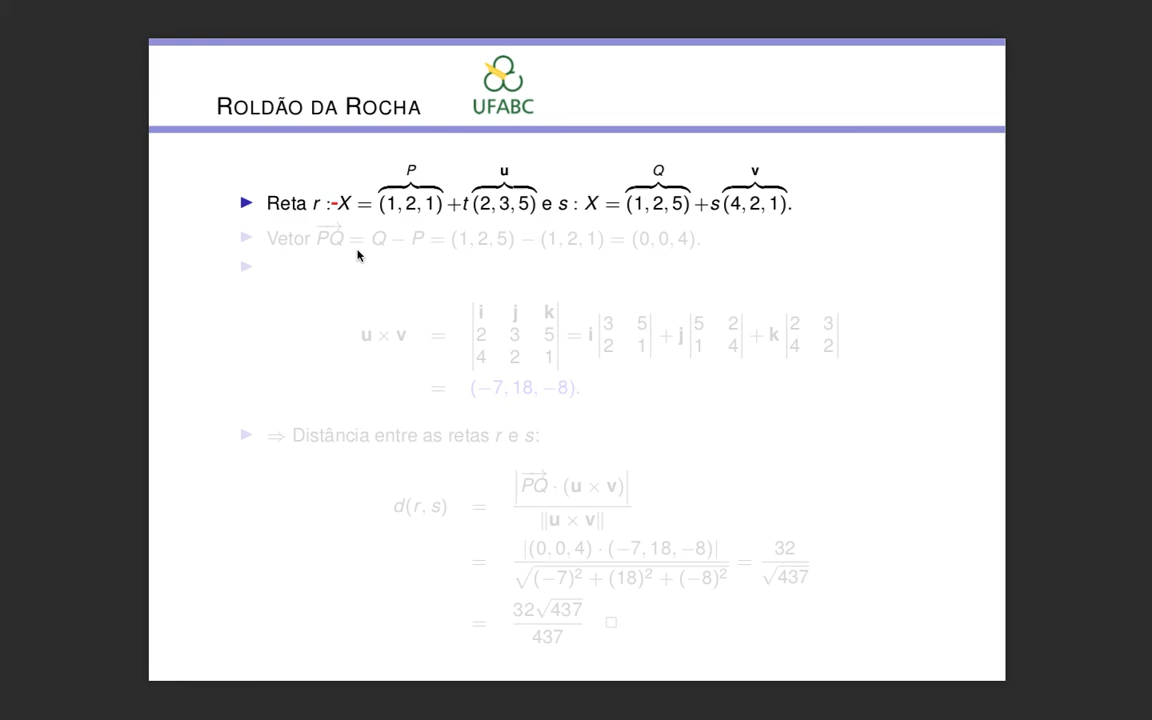 ROLDÃO DA ROCHA
UFABC
P u Q v
► Reta r :-X = (1, 2, 1) +t (2, 3, 5) e s : X = (1, 2, 5) +s (4, 2, 1).
► Vetor \overrightarrow{PQ} = Q − P = (1, 2, 5) − (1, 2, 1) = (0, 0, 4).
►
u × v = |i j k; 2 3 5; 4 2 1| = i |3 5; 2 1| + j |5 2; 1 4| + k |2 3; 4 2|
= (−7, 18, −8).
► ⇒ Distância entre as retas r e s:
d(r, s) = |\overrightarrow{PQ} · (u × v)| / ‖u × v‖
= |(0, 0, 4) · (−7, 18, −8)| / √((−7)² + (18)² + (−8)²) = 32 / √437
= 32√437 / 437 □